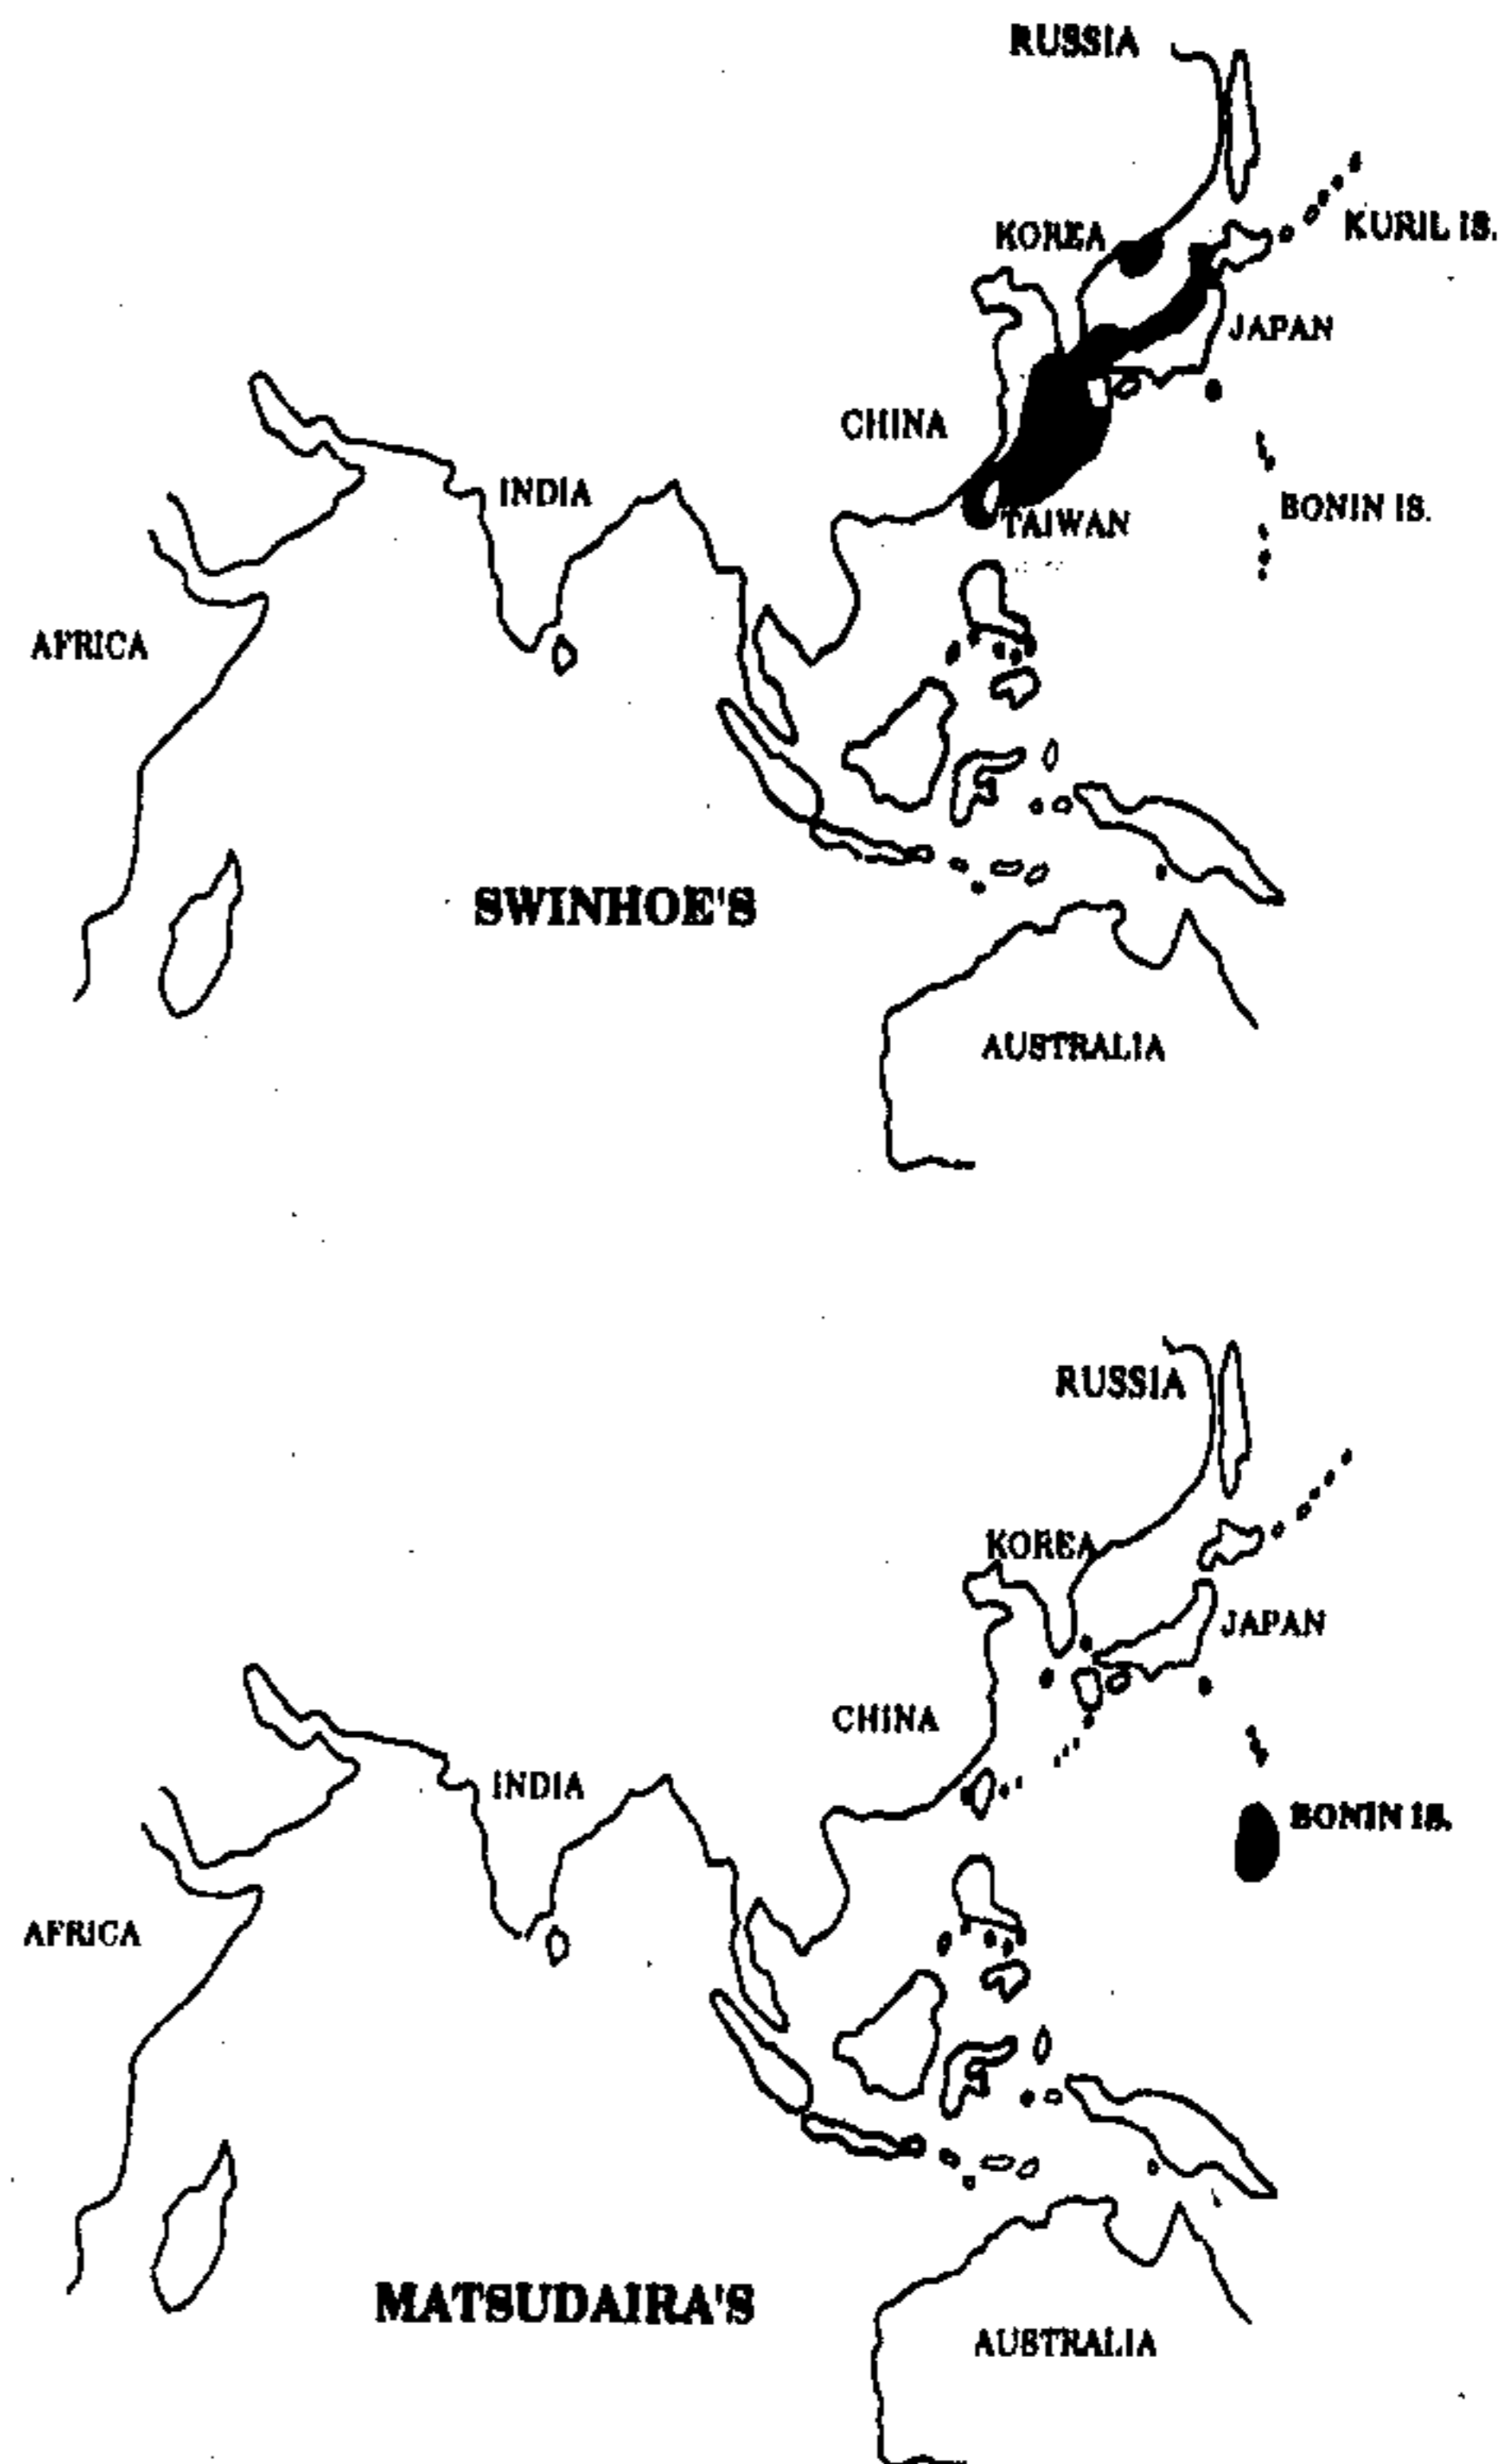 RUSSIA
KURIL IS.
KOREA
JAPAN
CHINA
INDIA
BONIN IS.
TAIWAN
AFRICA
SWINHOE'S
AUSTRALIA
RUSSIA
KOREA
JAPAN
CHINA
INDIA
BONIN IS.
AFRICA
MATSUDAIRA'S
AUSTRALIA